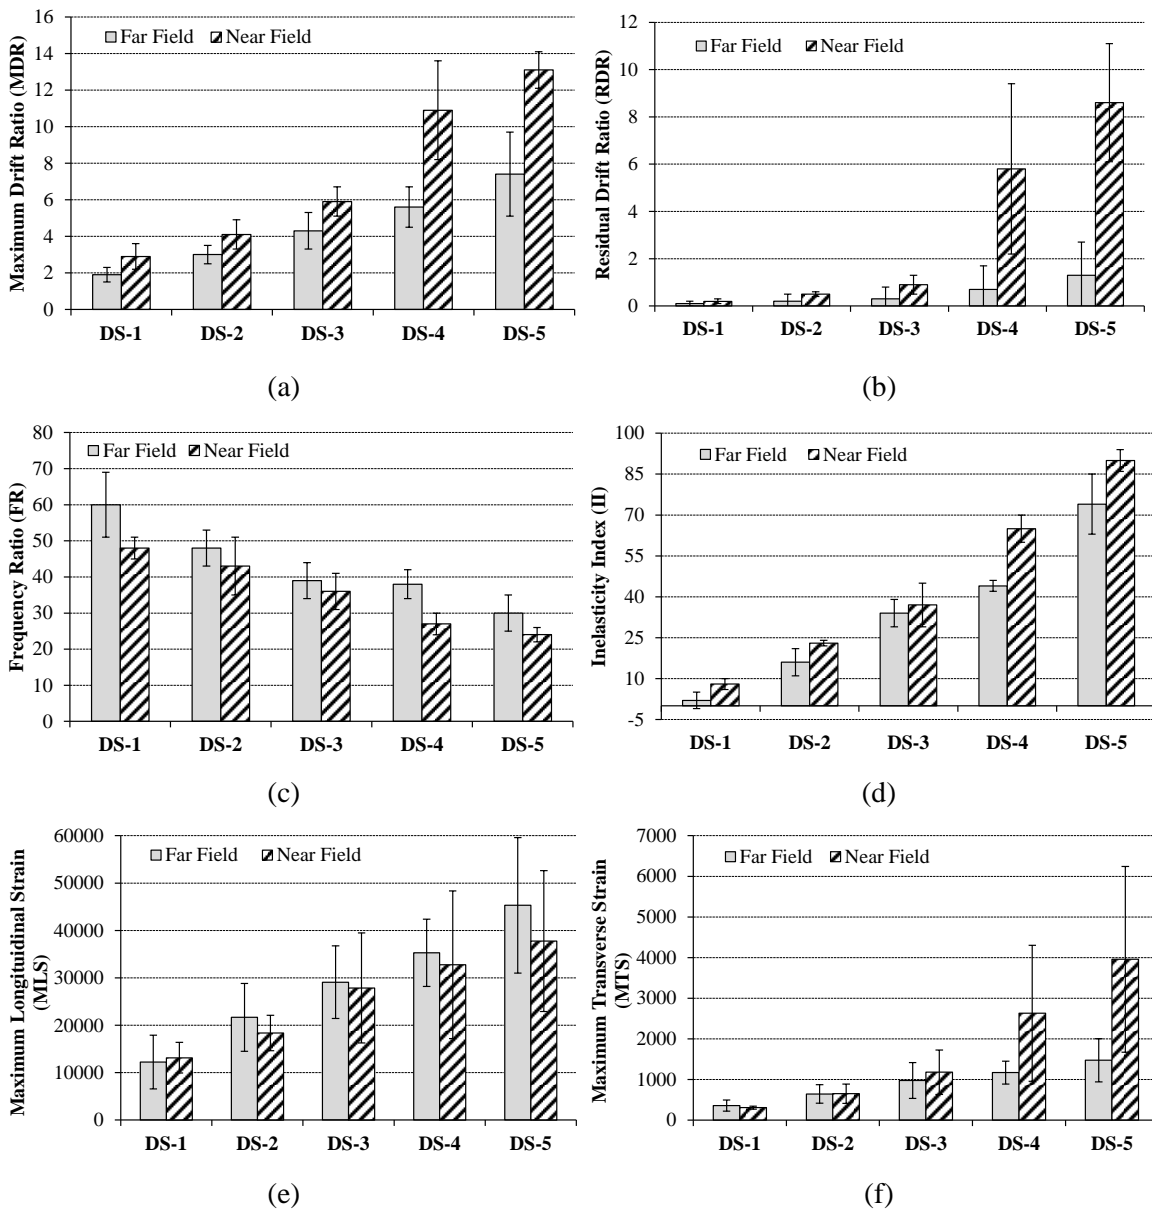 Maximum Drift Ratio (MDR)
16
14
12
10
8
6
4
2
0
Far Field
Near Field
DS-1
DS-2
DS-3
DS-4
DS-5
(a)
Residual Drift Ratio (RDR)
12
10
8
6
4
2
0
Far Field
Near Field
DS-1
DS-2
DS-3
DS-4
DS-5
(b)
Frequency Ratio (FR)
80
70
60
50
40
30
20
10
0
Far Field
Near Field
DS-1
DS-2
DS-3
DS-4
DS-5
(c)
Inelasticity Index (II)
100
85
70
55
40
25
10
-5
Far Field
Near Field
DS-1
DS-2
DS-3
DS-4
DS-5
(d)
Maximum Longituidinal Strain
(MLS)
60000
50000
40000
30000
20000
10000
0
Far Field
Near Field
DS-1
DS-2
DS-3
DS-4
DS-5
(e)
Maximum Transverse Strain
(MTS)
7000
6000
5000
4000
3000
2000
1000
0
Far Field
Near Field
DS-1
DS-2
DS-3
DS-4
DS-5
(f)